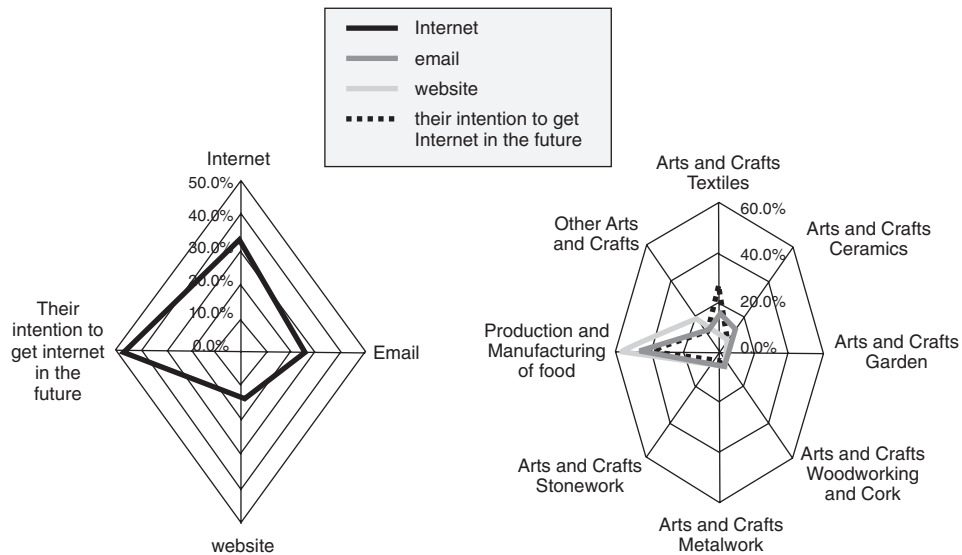 Internet
email
website
their intention to get
Internet in the future
Internet
50.0%
40.0%
30.0%
20.0%
10.0%
0.0%
Their
intention to
get internet
in the
future
Email
website
Arts and Crafts
Textiles
60.0%
40.0%
20.0%
0.0%
Arts and Crafts
Ceramics
Other Arts
and Crafts
Production and
Manufacturing
of food
Arts and Crafts
Garden
Arts and Crafts
Stonework
Arts and Crafts
Woodworking
and Cork
Arts and Crafts
Metalwork